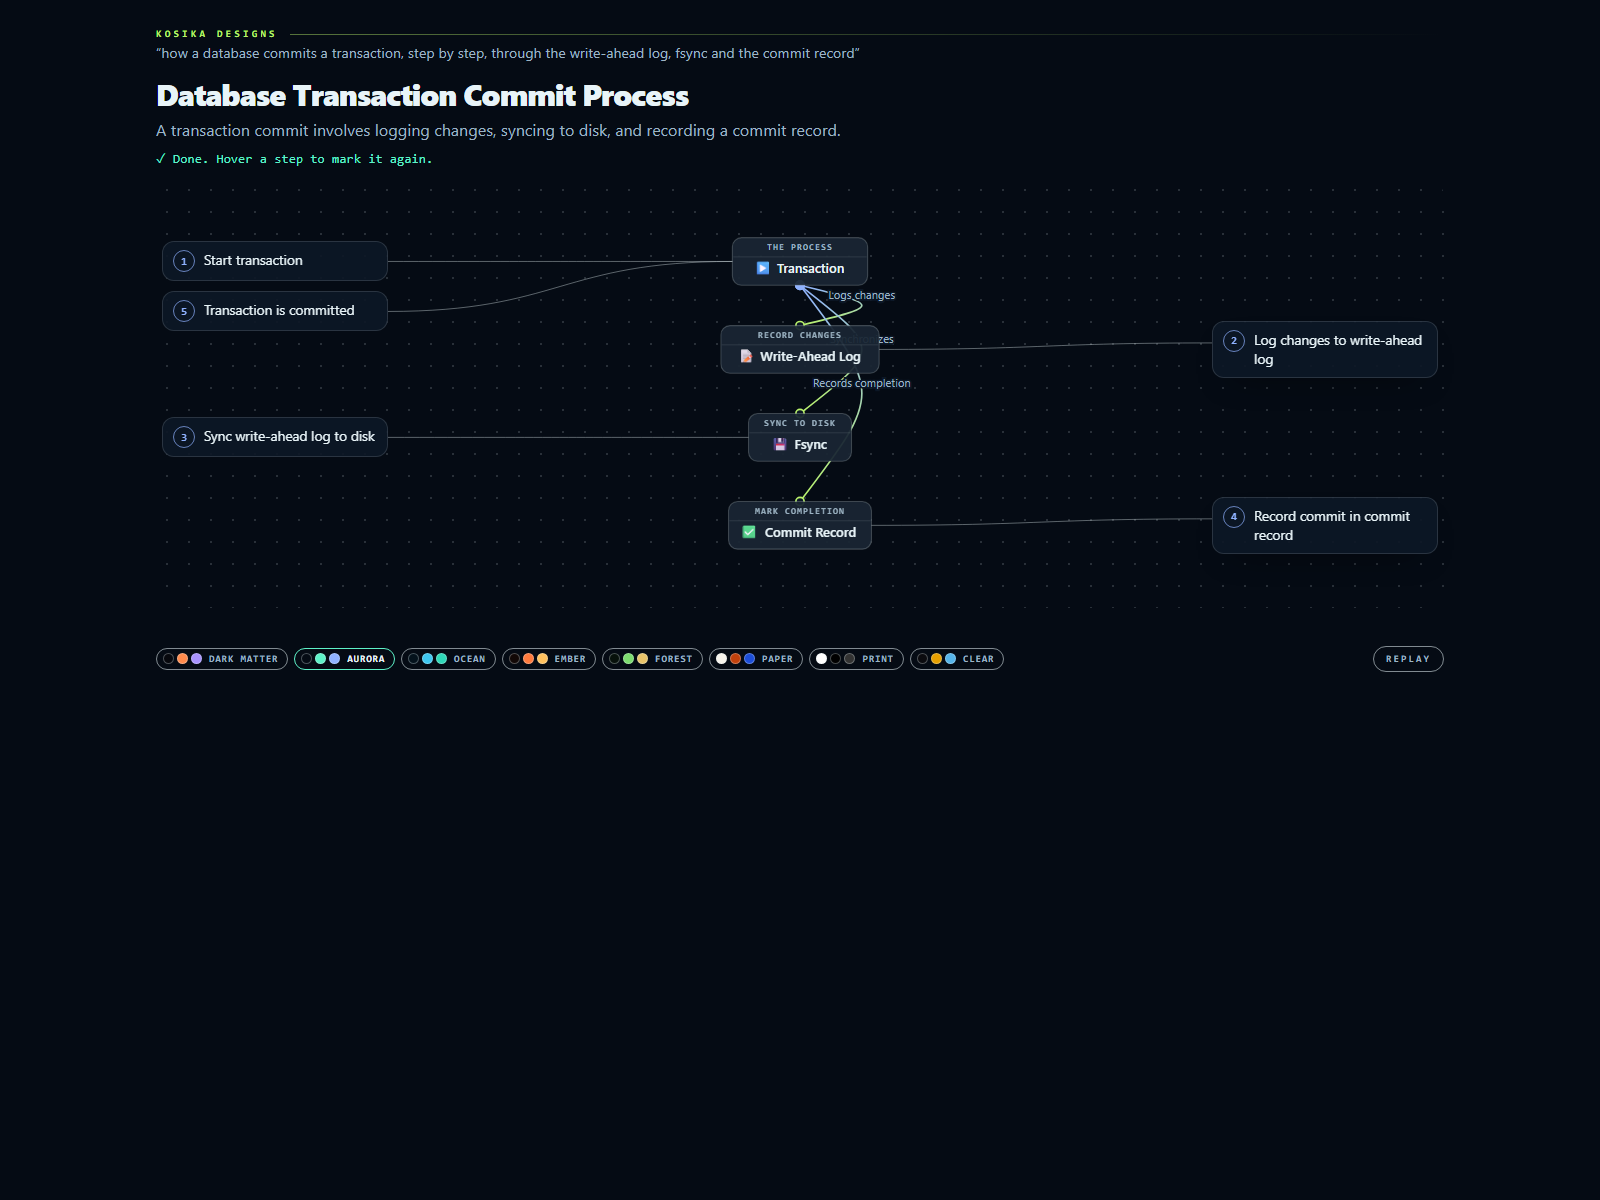 KOSIKA DESIGNS
“how a database commits a transaction, step by step, through the write-ahead log, fsync and the commit record”
Database Transaction Commit Process
A transaction commit involves logging changes, syncing to disk, and recording a commit record.
✓ Done. Hover a step to mark it again.
THE PROCESS
Transaction
1 Start transaction
5 Transaction is committed
Logs changes
RECORD CHANGES
Write-Ahead Log
2 Log changes to write-ahead
log
Records completion
SYNC TO DISK
Fsync
3 Sync write-ahead log to disk
MARK COMPLETION
Commit Record
4 Record commit in commit
record
DARK MATTER
AURORA
OCEAN
EMBER
FOREST
PAPER
PRINT
CLEAR
REPLAY